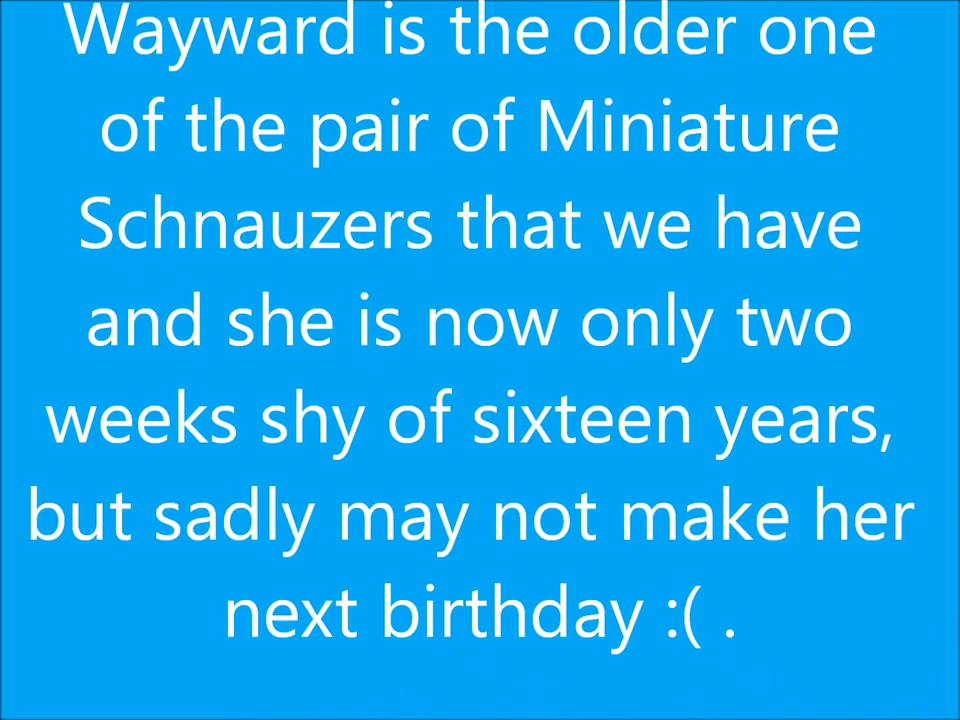 Wayward is the older one
of the pair of Miniature
Schnauzers that we have
and she is now only two
weeks shy of sixteen years,
but sadly may not make her
next birthday :( .